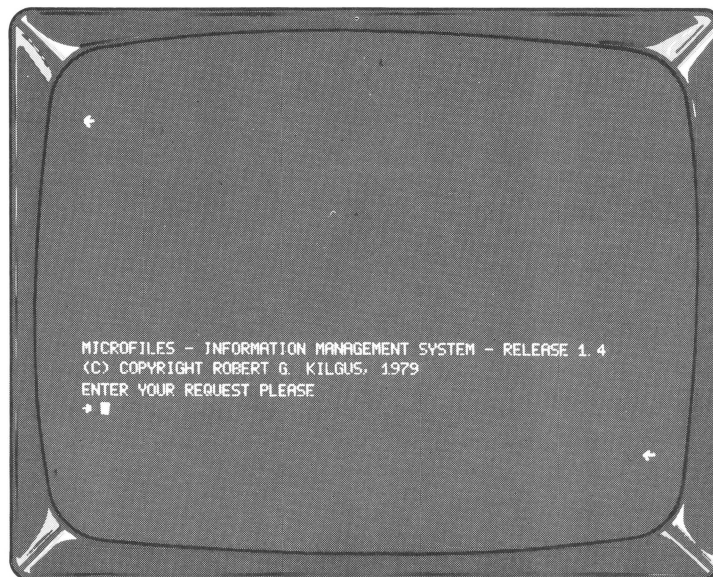 MICROFILES - INFORMATION MANAGEMENT SYSTEM - RELEASE 1.4
(C) COPYRIGHT ROBERT G. KILGUS, 1979
ENTER YOUR REQUEST PLEASE